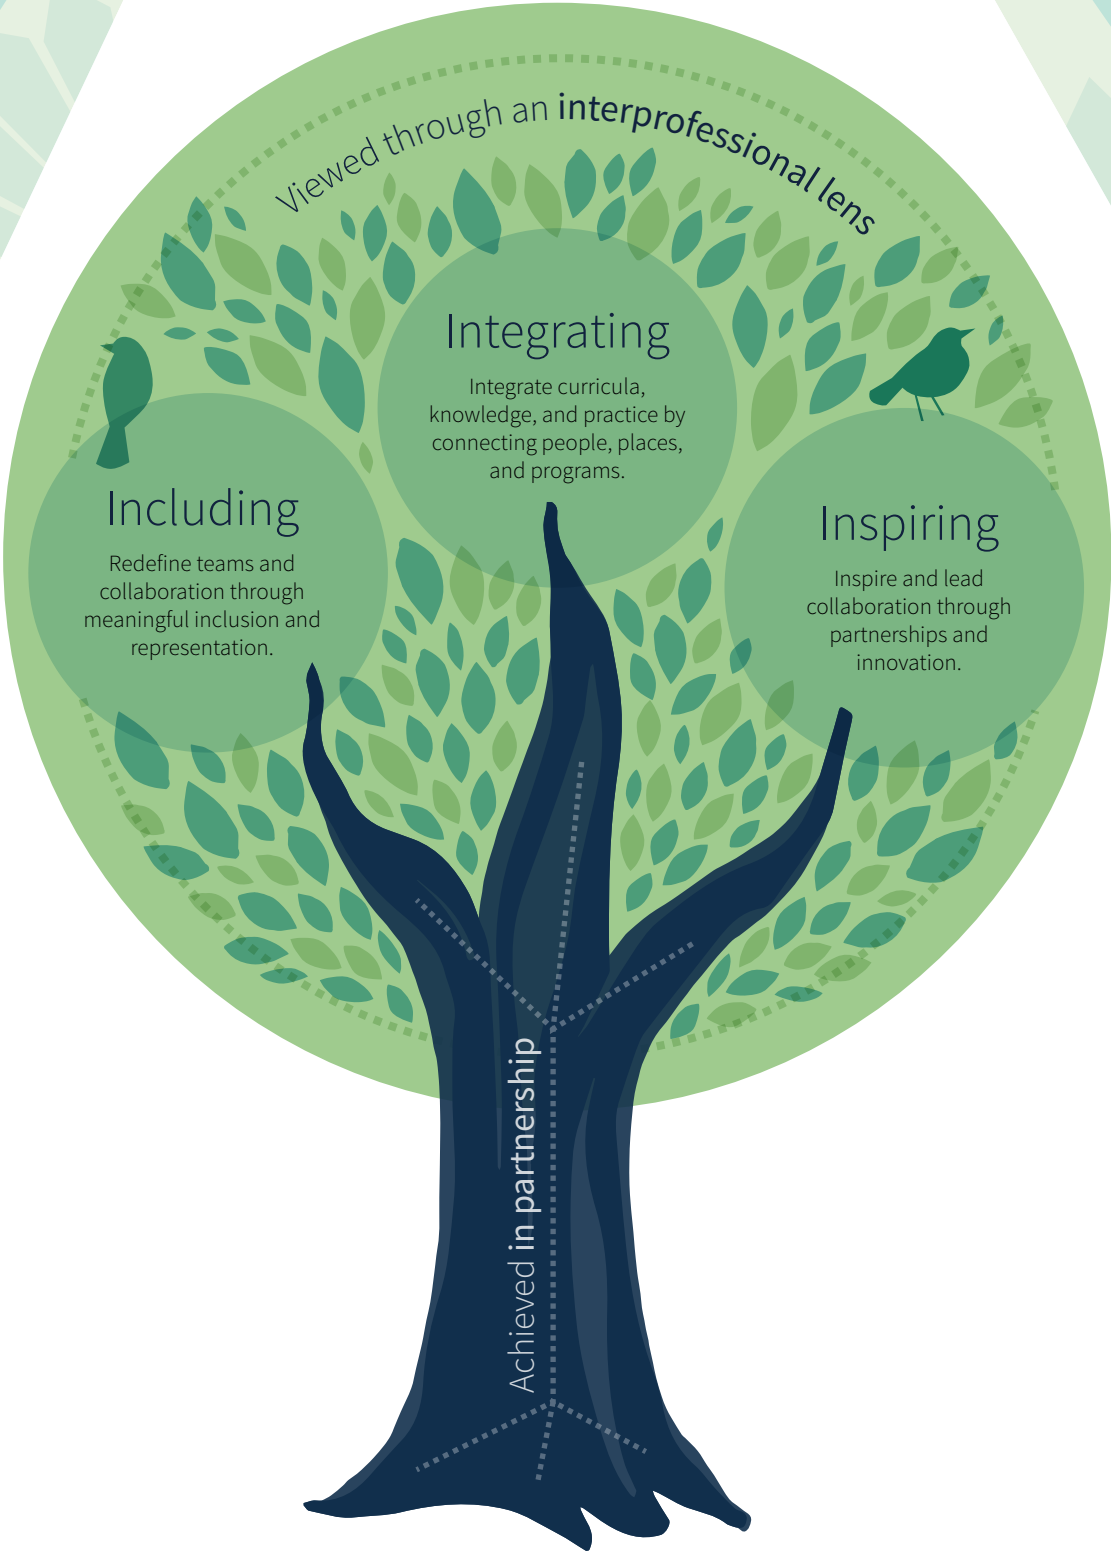 Viewed through an interprofessional lens
Integrating
Integrate curricula,
knowledge, and practice by
connecting people, places,
and programs.
Including
Redefine teams and
collaboration through
meaningful inclusion and
representation.
Inspiring
Inspire and lead
collaboration through
partnerships and
innovation.
Achieved in partnership